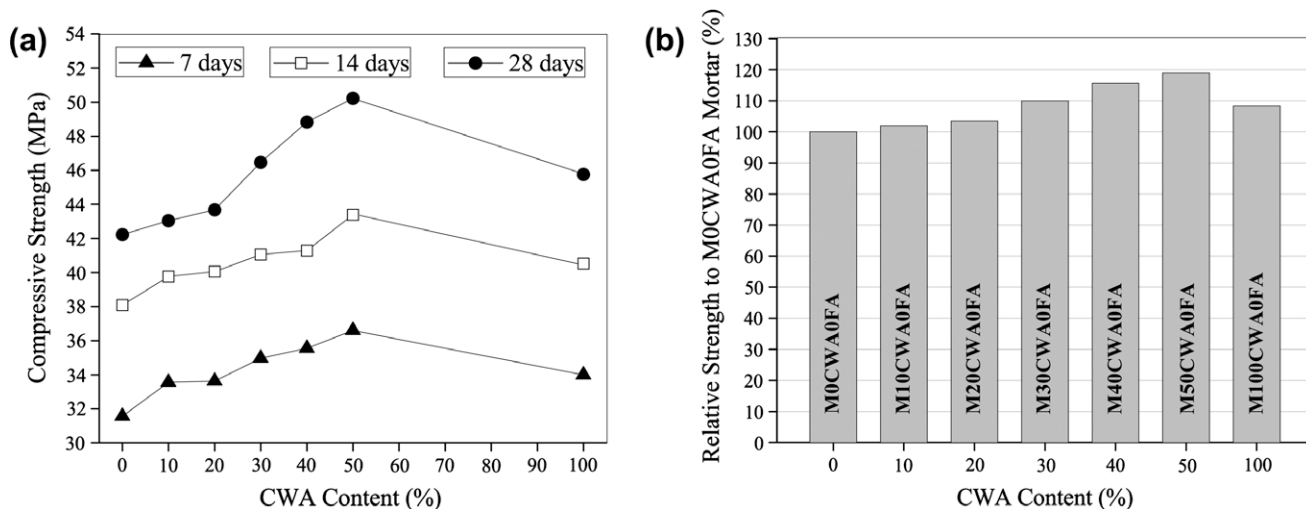 (a)
7 days
14 days
28 days
Compressive Strength (MPa)
54
52
50
48
46
44
42
40
38
36
34
32
30
0 10 20 30 40 50 60 70 80 90 100
CWA Content (%)
(b)
Relative Strength to M0CWA0FA Mortar (%)
130
120
110
100
90
80
70
60
50
40
30
20
10
0
M0CWA0FA
M10CWA0FA
M20CWA0FA
M30CWA0FA
M40CWA0FA
M50CWA0FA
M100CWA0FA
0 10 20 30 40 50 100
CWA Content (%)